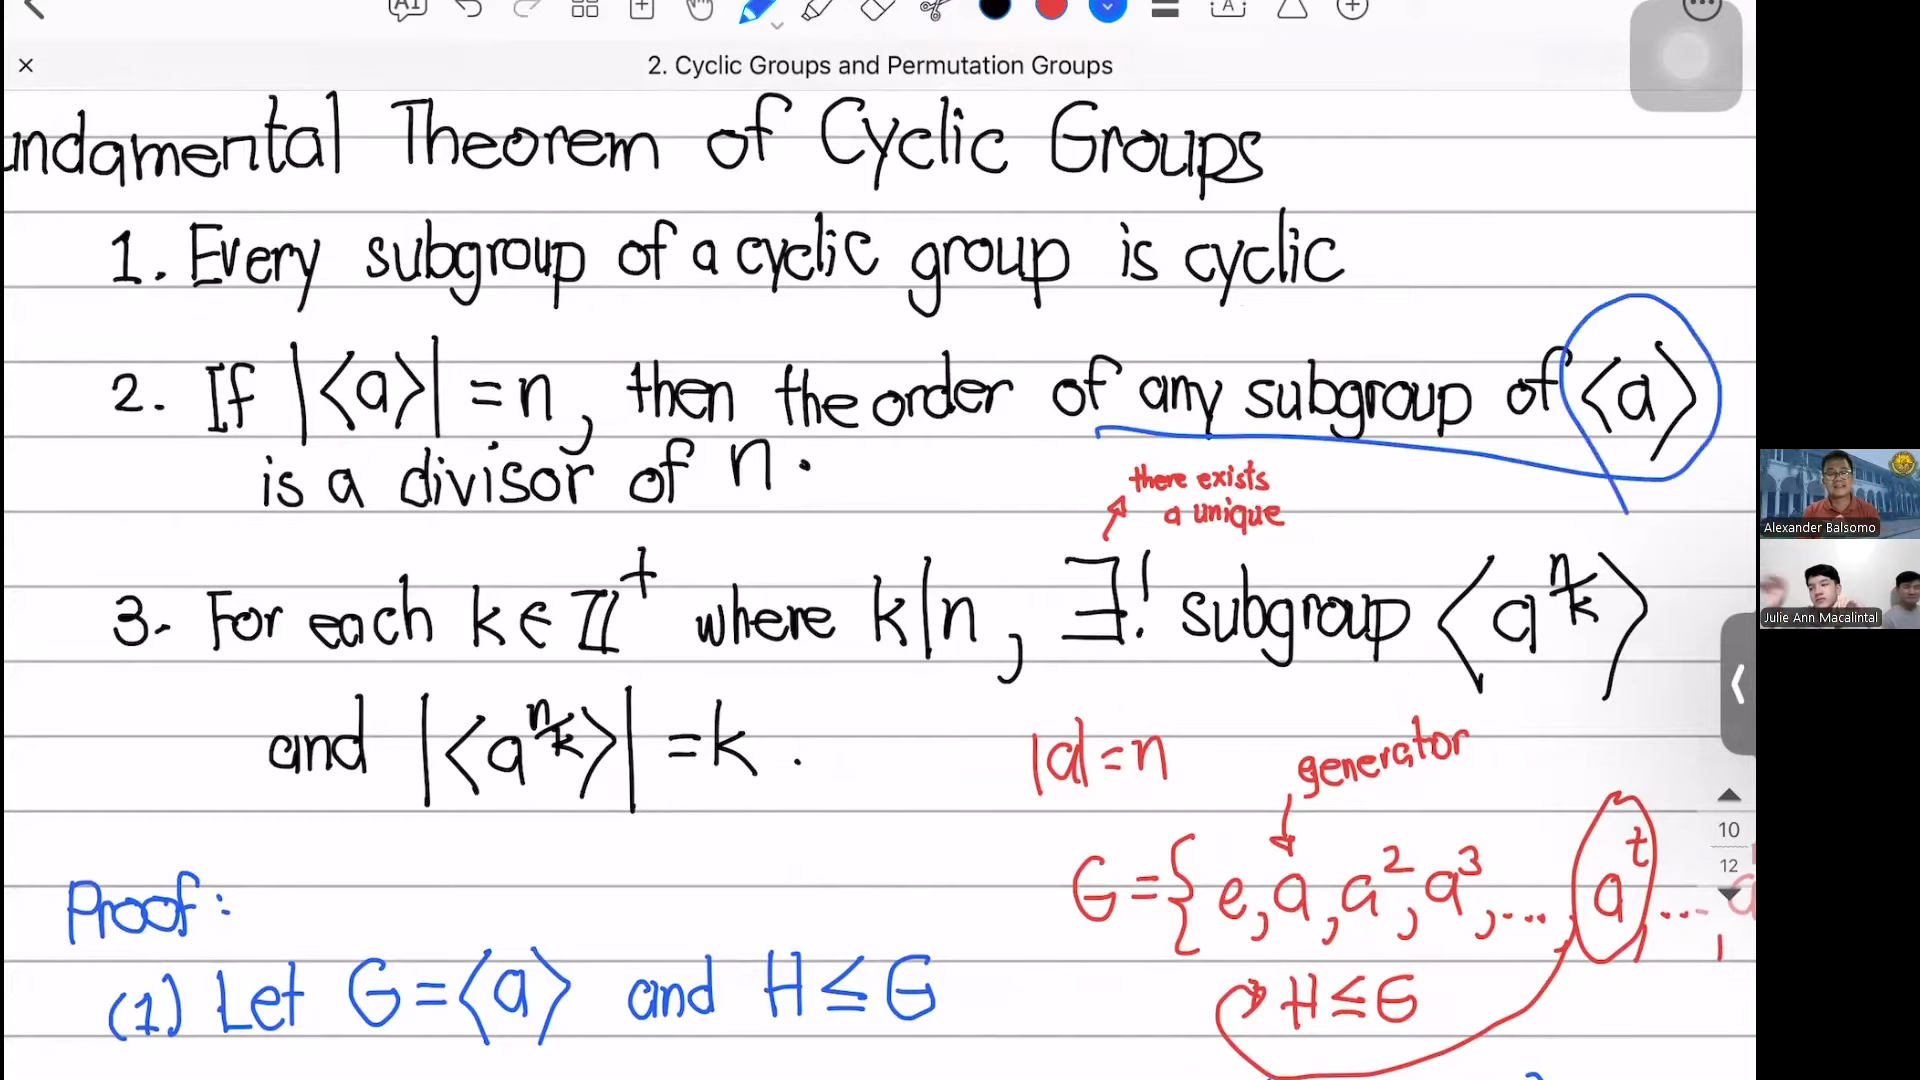 2. Cyclic Groups and Permutation Groups
undamental Theorem of Cyclic Groups
1. Every subgroup of a cyclic group is cyclic
2. If |⟨a⟩| = n, then the order of any subgroup of ⟨a⟩
is a divisor of n.
there exists
a unique
3. For each k ∈ ℤ⁺ where k|n, ∃! subgroup ⟨a^{n/k}⟩
and |⟨a^{n/k}⟩| = k.
|a| = n
generator
G = { e, a, a², a³, ... a^t, ... , a
Proof:
(1) Let G = ⟨a⟩ and H ≤ G
H ≤ G
10
12
Alexander Balsomo
Julie Ann Macalintal